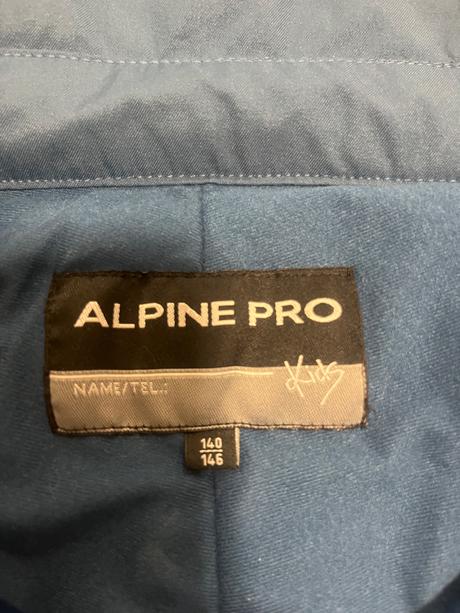 ALPINE PRO
NAME/TEL.:
Kids
140
146